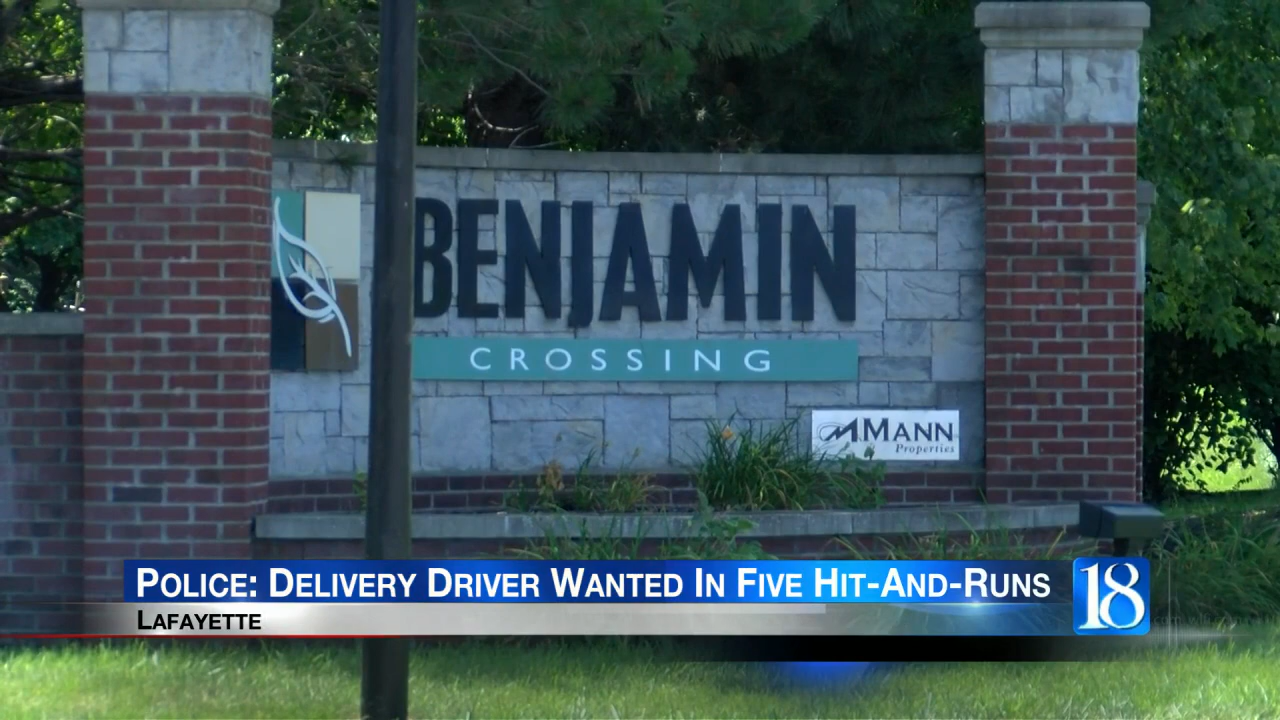 BENJAMIN
CROSSING
MANN
Properties
POLICE: DELIVERY DRIVER WANTED IN FIVE HIT-AND-RUNS
LAFAYETTE
18